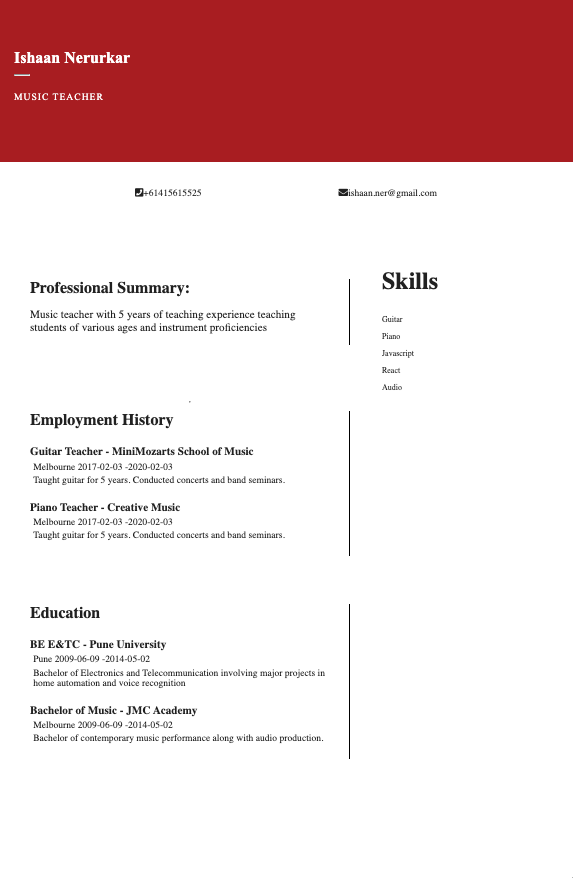 Ishaan Nerurkar
MUSIC TEACHER
+61415615525
ishaan.ner@gmail.com
Professional Summary:
Music teacher with 5 years of teaching experience teaching
students of various ages and instrument proficiencies
Skills
Guitar
Piano
Javascript
React
Audio
Employment History
Guitar Teacher - MiniMozarts School of Music
Melbourne 2017-02-03 -2020-02-03
Taught guitar for 5 years. Conducted concerts and band seminars.
Piano Teacher - Creative Music
Melbourne 2017-02-03 -2020-02-03
Taught guitar for 5 years. Conducted concerts and band seminars.
Education
BE E&TC - Pune University
Pune 2009-06-09 -2014-05-02
Bachelor of Electronics and Telecommunication involving major projects in
home automation and voice recognition
Bachelor of Music - JMC Academy
Melbourne 2009-06-09 -2014-05-02
Bachelor of contemporary music performance along with audio production.